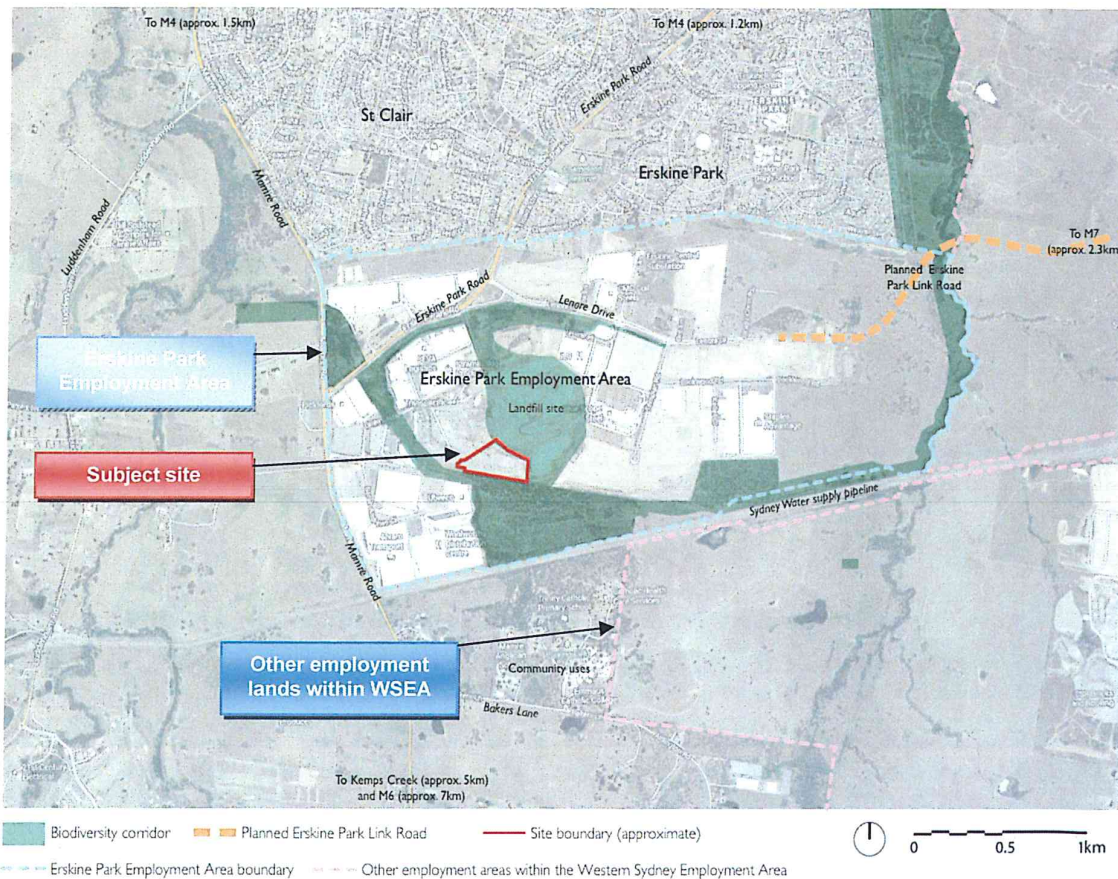 To M4 (approx. 1.5km)
To M4 (approx. 1.2km)
Erskine Park Road
St Clair
Erskine Park
Mamre Road
Luddenham Road
To M7
(approx. 2.3km)
Planned Erskine
Park Link Road
Erskine Park Road
Lenore Drive
Erskine Park
Employment Area
Erskine Park Employment Area
Landfill site
Subject site
Sydney Water supply pipeline
Mamre Road
Other employment
lands within WSEA
Community uses
Bakers Lane
To Kemps Creek (approx. 5km)
and M6 (approx. 7km)
Biodiversity corridor
Planned Erskine Park Link Road
Site boundary (approximate)
0 0.5 1km
Erskine Park Employment Area boundary
Other employment areas within the Western Sydney Employment Area